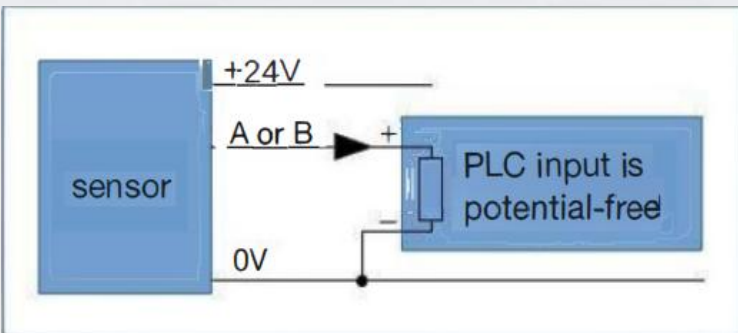 +24V
A or B
+
sensor
PLC input is
potential-free
−
0V